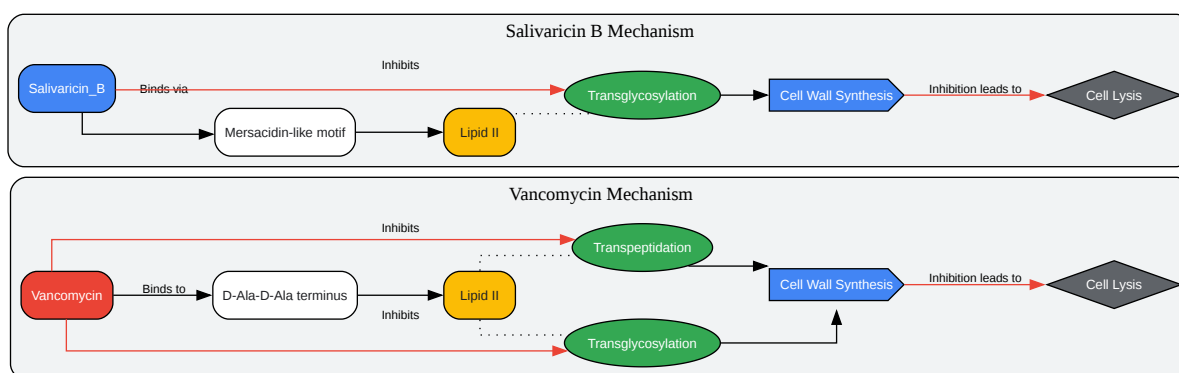 Salivaricin B Mechanism
Inhibits
Salivaricin_B
Binds via
Transglycosylation
Cell Wall Synthesis
Inhibition leads to
Cell Lysis
Mersacidin-like motif
Lipid II
Vancomycin Mechanism
Inhibits
Transpeptidation
Vancomycin
Binds to
D-Ala-D-Ala terminus
Lipid II
Cell Wall Synthesis
Inhibition leads to
Cell Lysis
Inhibits
Transglycosylation